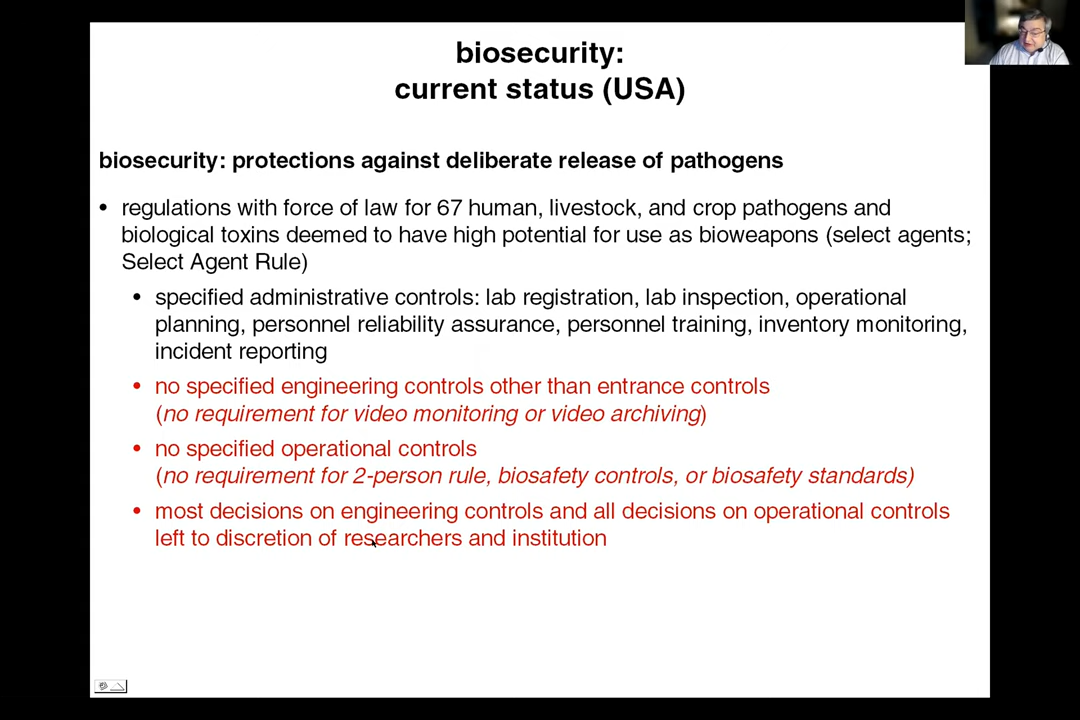 biosecurity:
current status (USA)
biosecurity: protections against deliberate release of pathogens
• regulations with force of law for 67 human, livestock, and crop pathogens and
biological toxins deemed to have high potential for use as bioweapons (select agents;
Select Agent Rule)
• specified administrative controls: lab registration, lab inspection, operational
planning, personnel reliability assurance, personnel training, inventory monitoring,
incident reporting
• no specified engineering controls other than entrance controls
(no requirement for video monitoring or video archiving)
• no specified operational controls
(no requirement for 2-person rule, biosafety controls, or biosafety standards)
• most decisions on engineering controls and all decisions on operational controls
left to discretion of researchers and institution